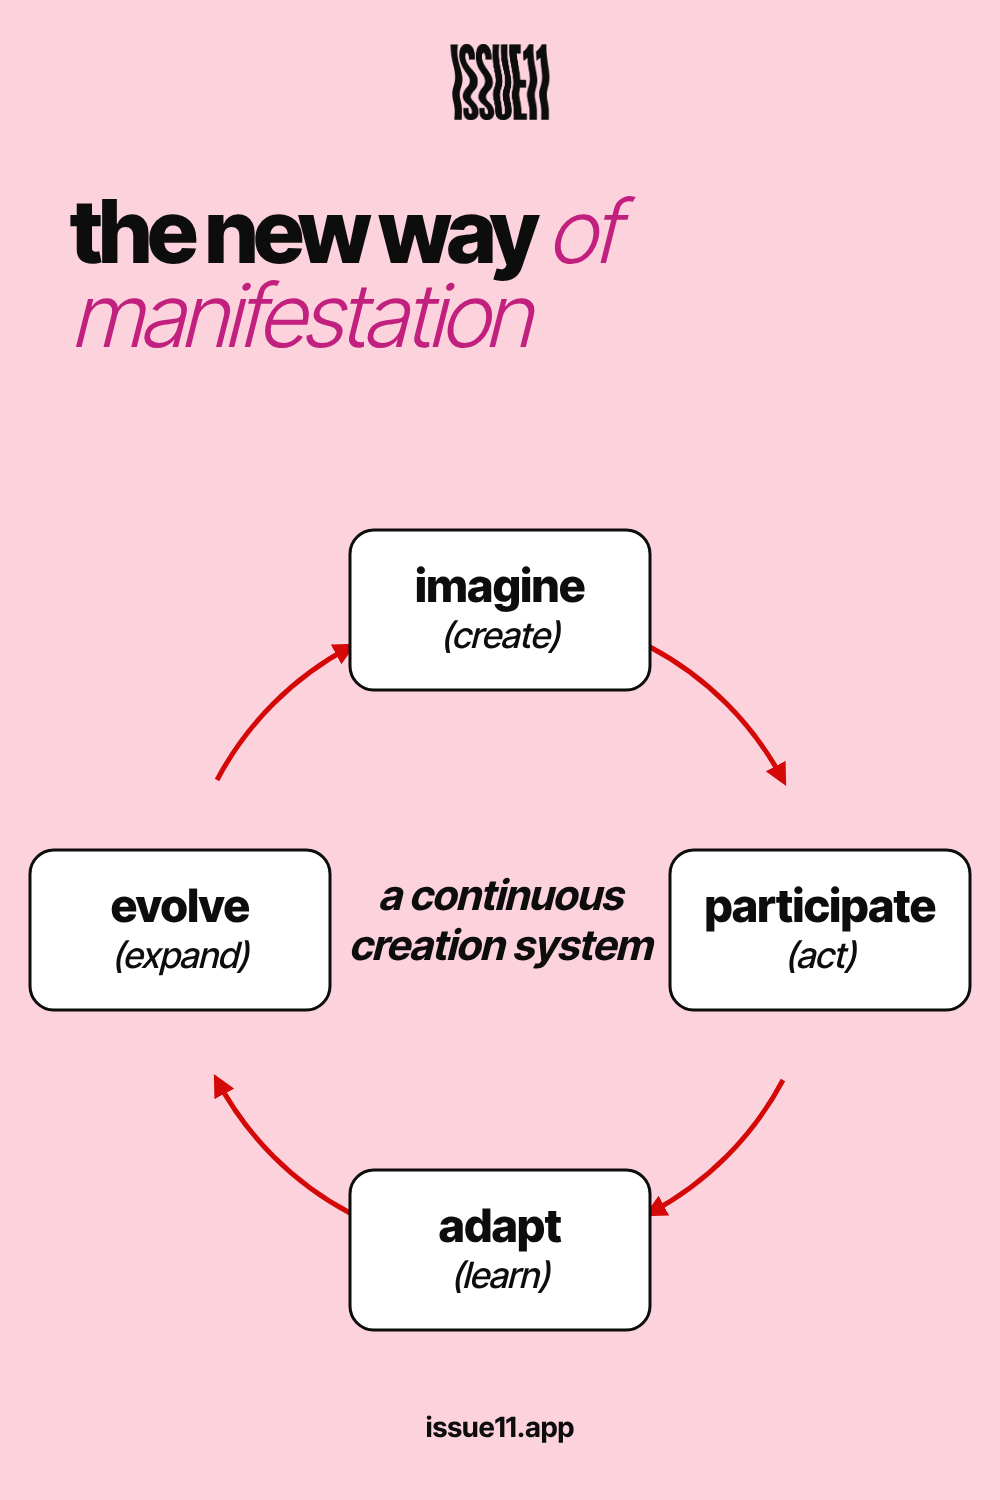 ISSUE11
the new way of
manifestation
imagine
(create)
evolve
(expand)
a continuous
creation system
participate
(act)
adapt
(learn)
issue11.app